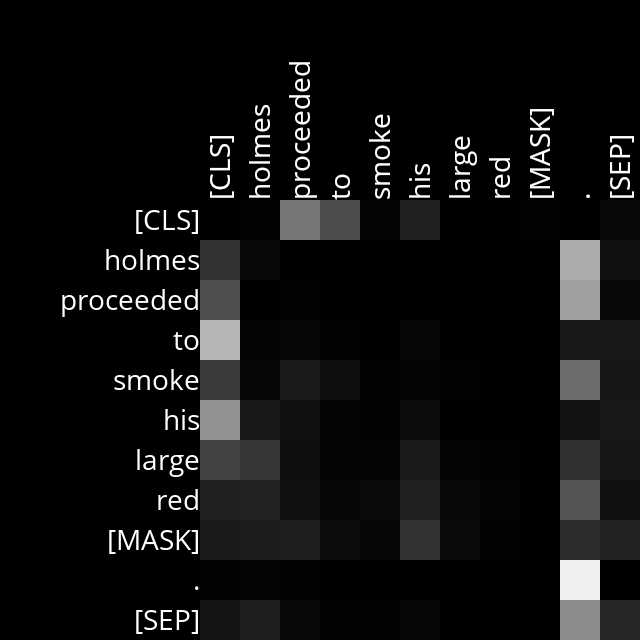 [CLS] holmes proceeded to smoke his large red [MASK] . [SEP]
[CLS]
holmes
proceeded
to
smoke
his
large
red
[MASK]
.
[SEP]